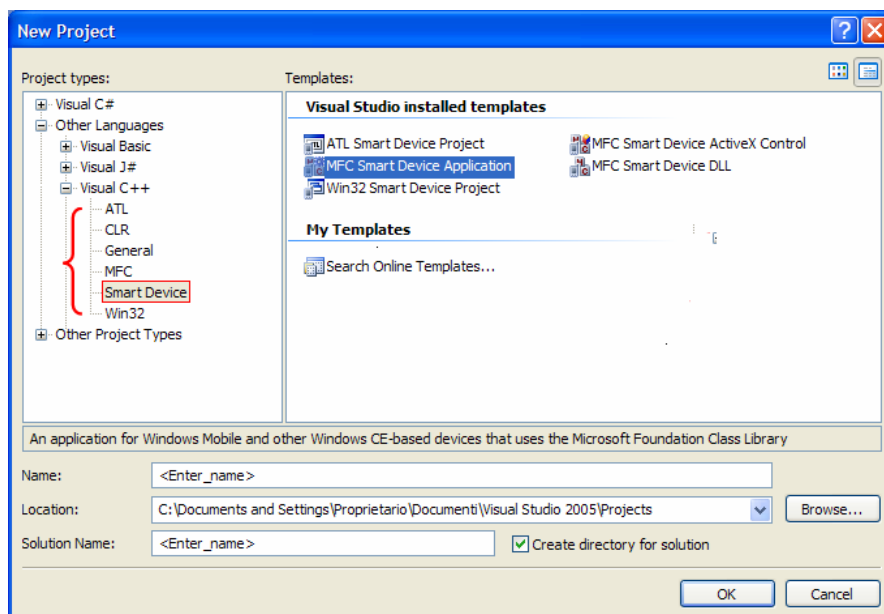 New Project
Project types:
Templates:
Visual C#
Other Languages
Visual Basic
Visual J#
Visual C++
ATL
CLR
General
MFC
Smart Device
Win32
Other Project Types
Visual Studio installed templates
ATL Smart Device Project
MFC Smart Device ActiveX Control
MFC Smart Device Application
MFC Smart Device DLL
Win32 Smart Device Project
My Templates
Search Online Templates...
An application for Windows Mobile and other Windows CE-based devices that uses the Microsoft Foundation Class Library
Name:
<Enter_name>
Location:
C:\Documents and Settings\Proprietario\Documenti\Visual Studio 2005\Projects
Browse...
Solution Name:
<Enter_name>
Create directory for solution
OK
Cancel